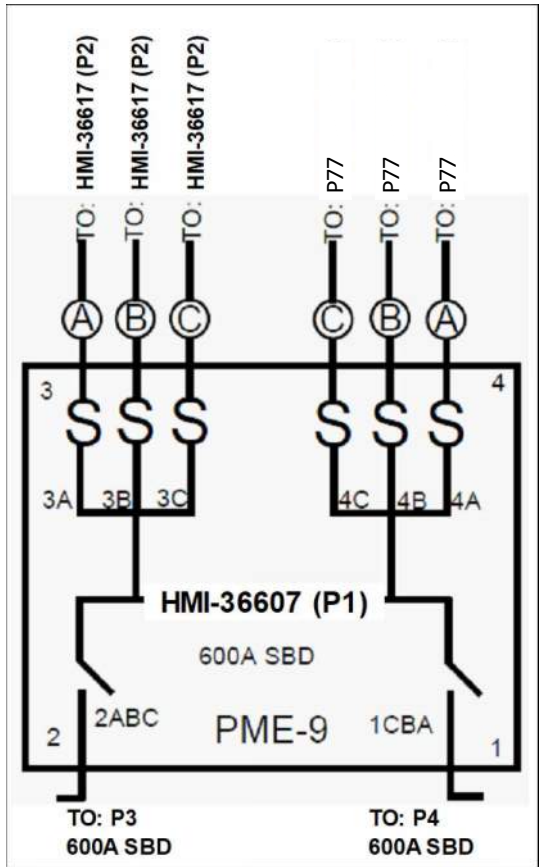 TO: HMI-36617 (P2)
TO: HMI-36617 (P2)
TO: HMI-36617 (P2)
TO: P77
TO: P77
TO: P77
A
B
C
C
B
A
3
4
S
S
S
S
S
S
3A
3B
3C
4C
4B
4A
HMI-36607 (P1)
600A SBD
2ABC
1CBA
2
PME-9
1
TO: P3
600A SBD
TO: P4
600A SBD